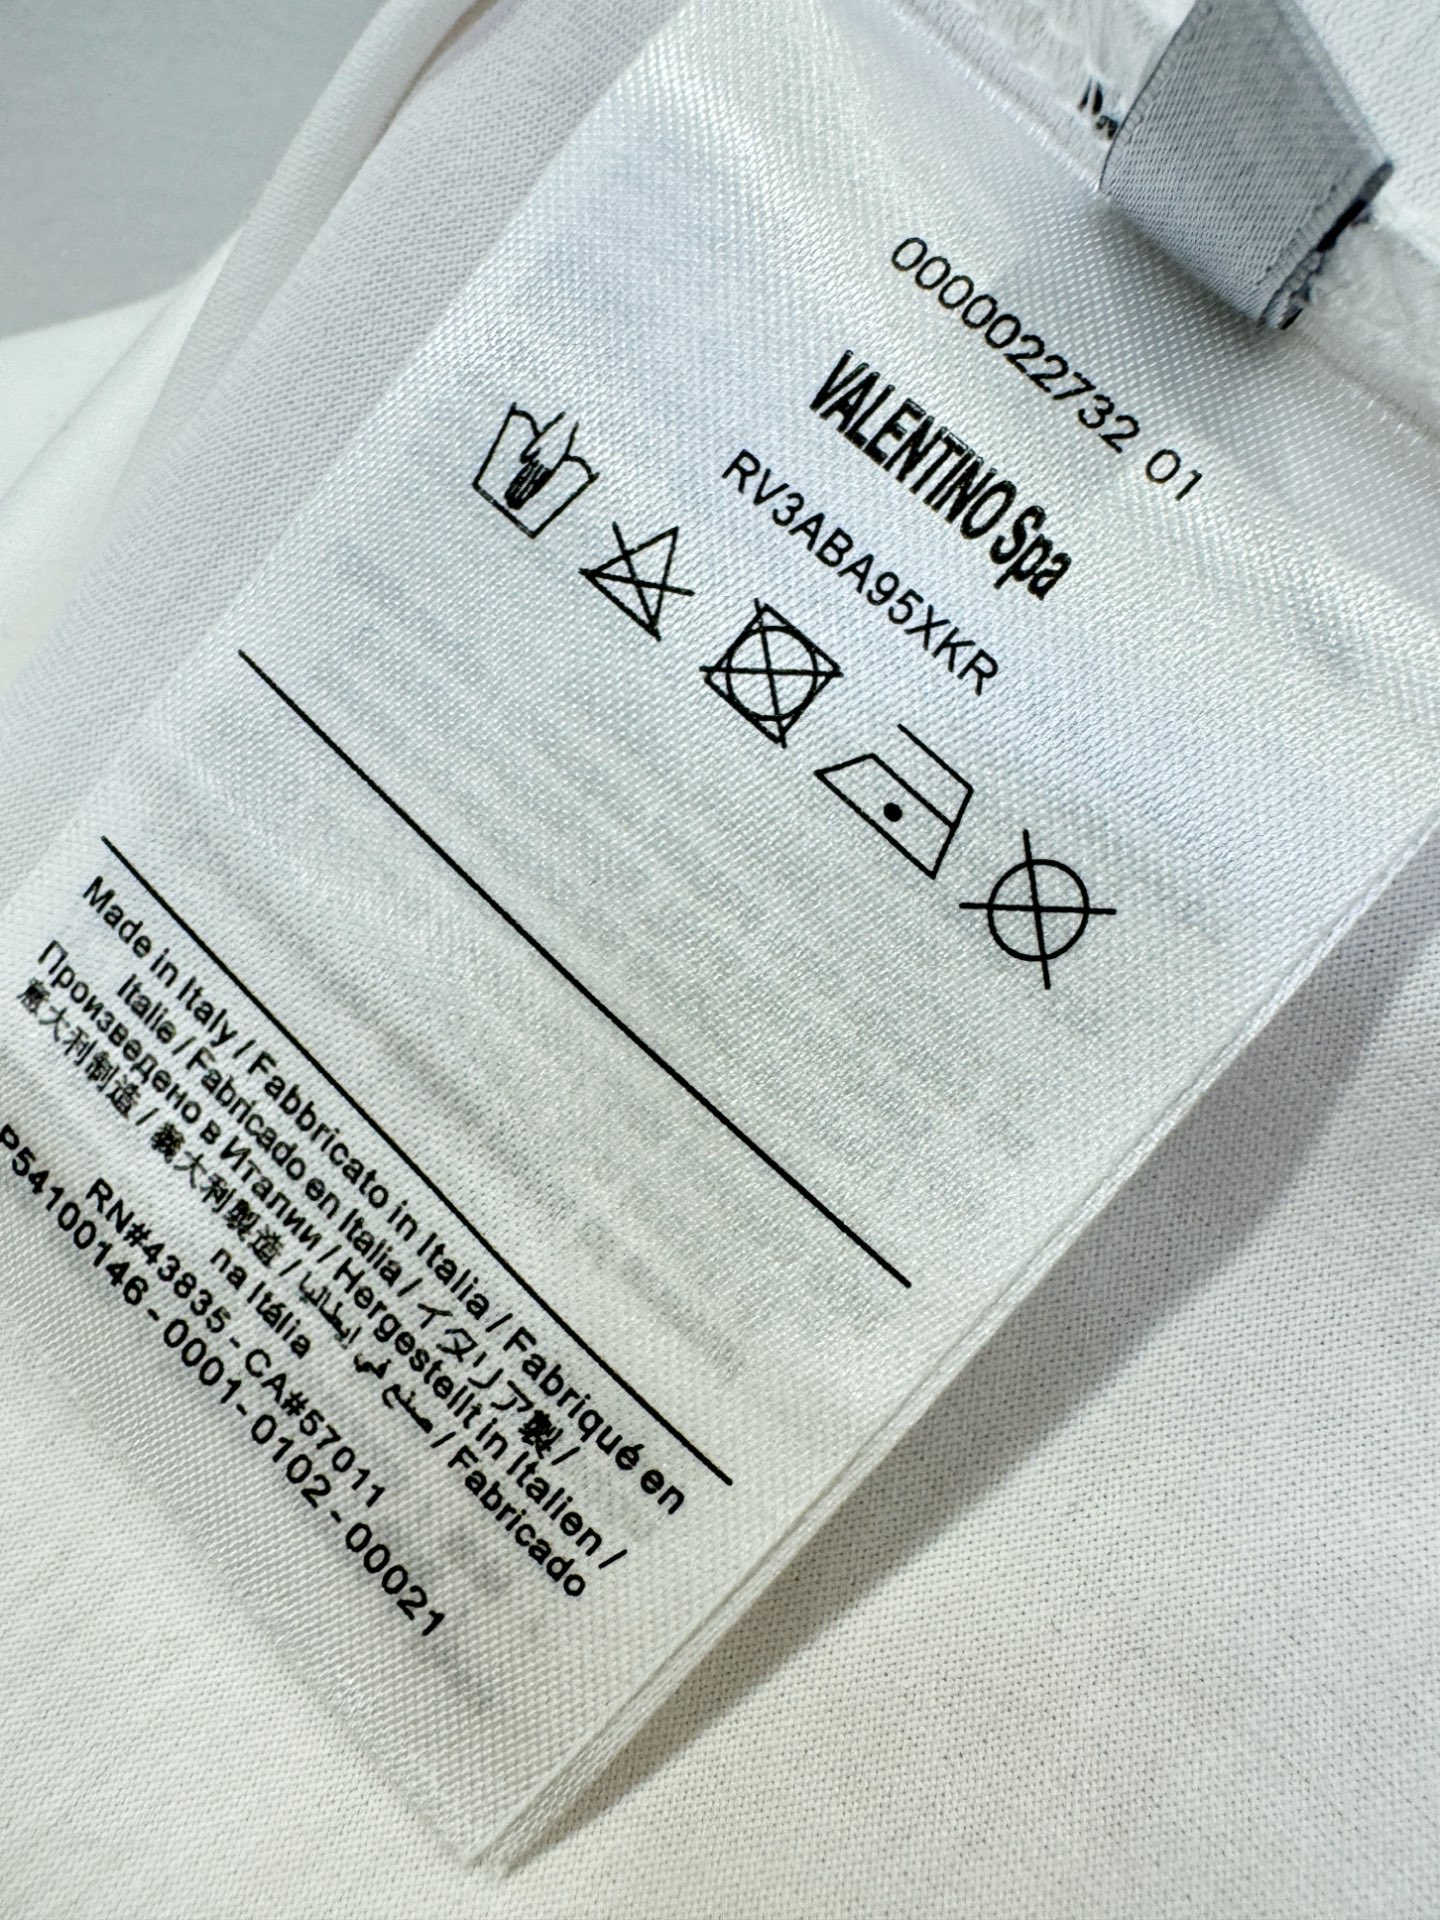 0000022732 01
VALENTINO Spa
RV3ABA95XKR
Made in Italy / Fabbricato in Italia / Fabriqué en
Italie / Fabricado en Italia / イタリア製 /
Произведено в Италии / Hergestellt in Italien /
意大利制造 / 義大利製造 / صنع في إيطاليا / Fabricado
na Itália
RN#43835 - CA#57011
P54100146 - 0001 - 0102 - 00021